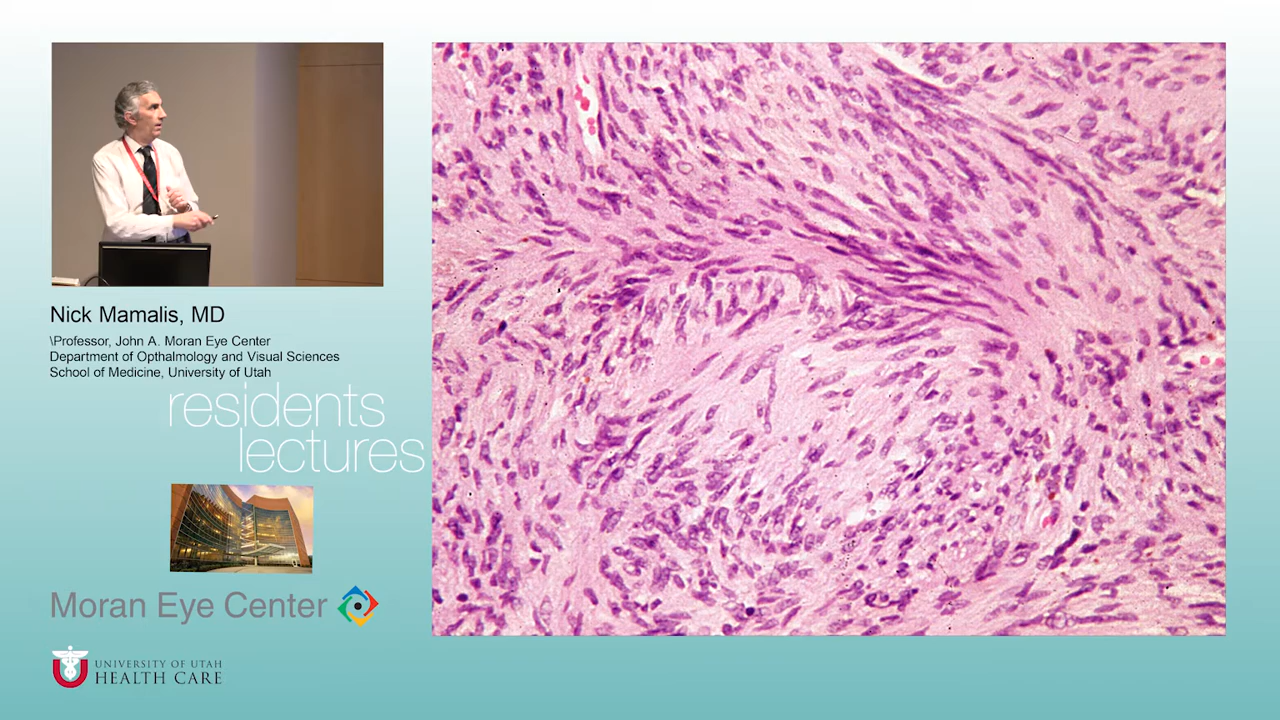 Nick Mamalis, MD
\Professor, John A. Moran Eye Center
Department of Opthalmology and Visual Sciences
School of Medicine, University of Utah
residents
lectures
Moran Eye Center
UNIVERSITY OF UTAH
HEALTH CARE